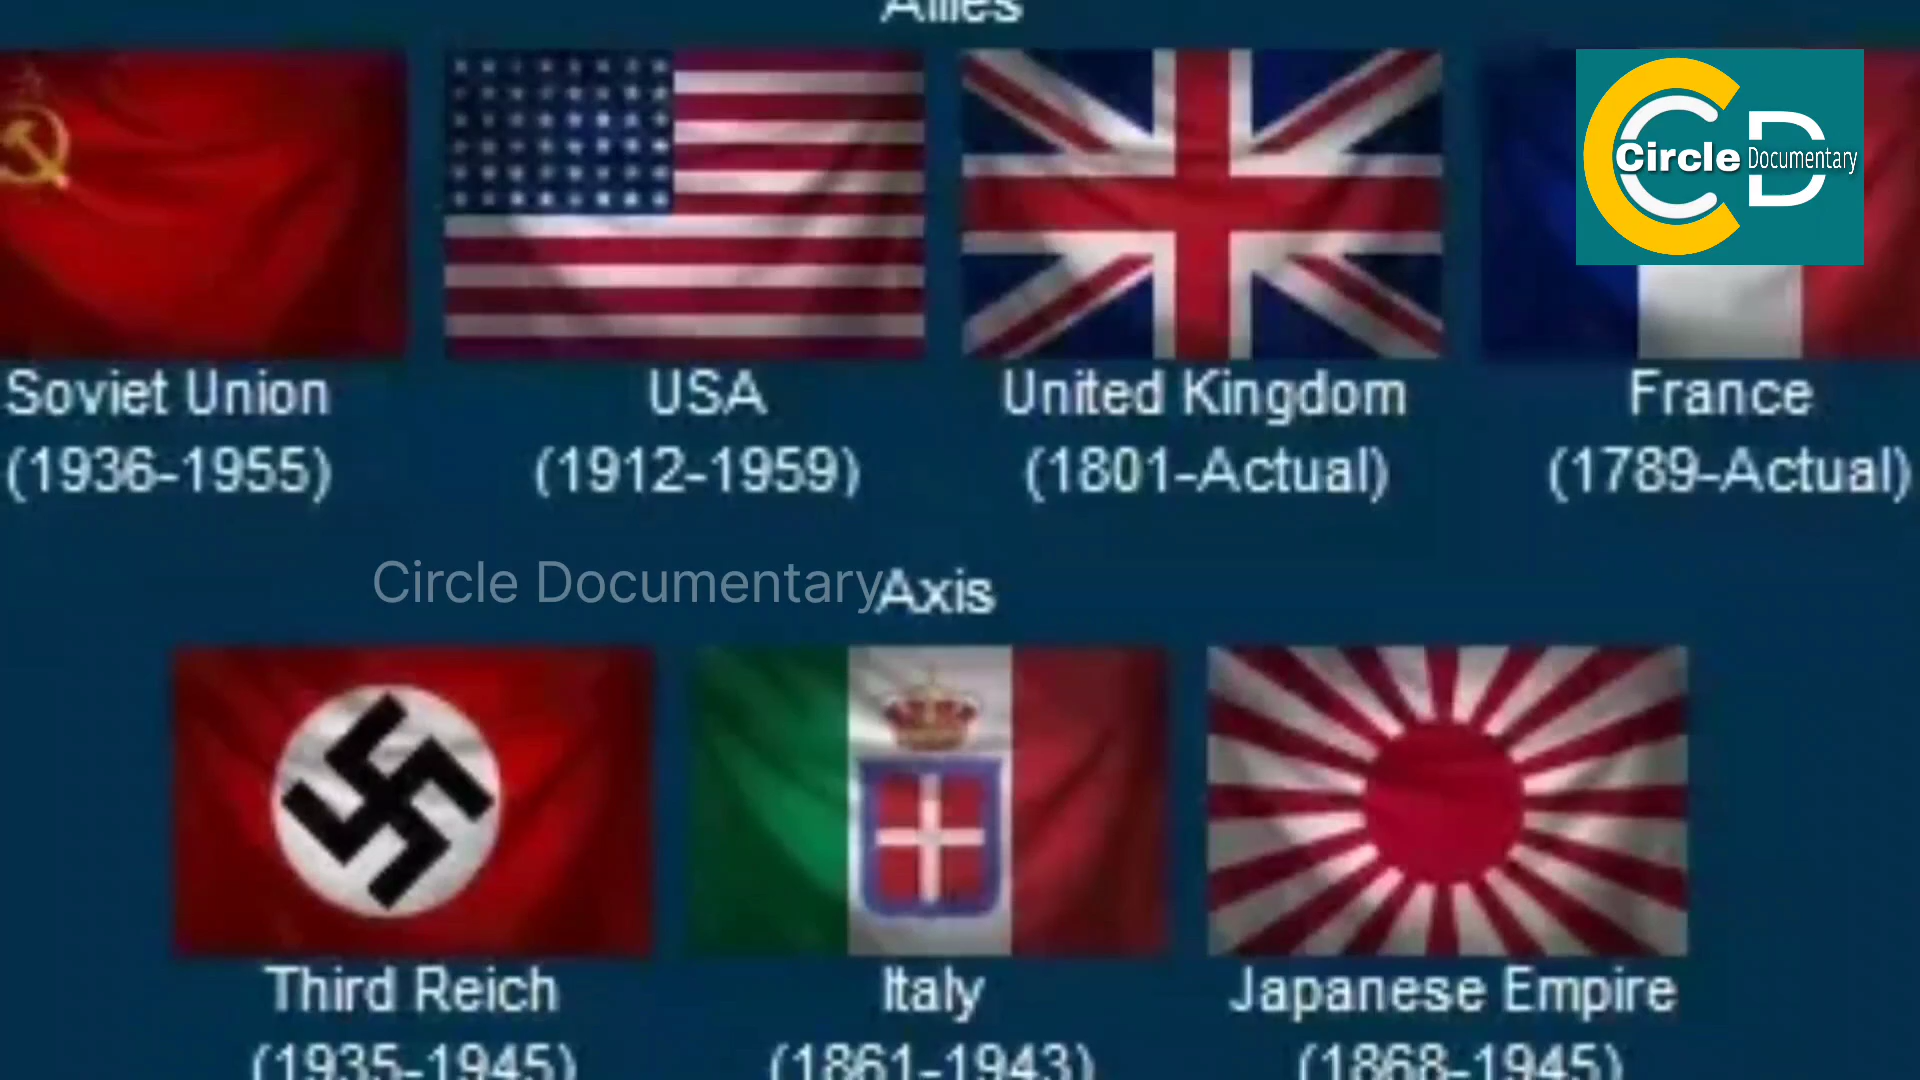 Allies
Circle Documentary
CD
Soviet Union
USA
United Kingdom
France
(1936-1955)
(1912-1959)
(1801-Actual)
(1789-Actual)
Circle Documentary
Axis
Third Reich
Italy
Japanese Empire
(1935-1945)
(1861-1943)
(1868-1945)